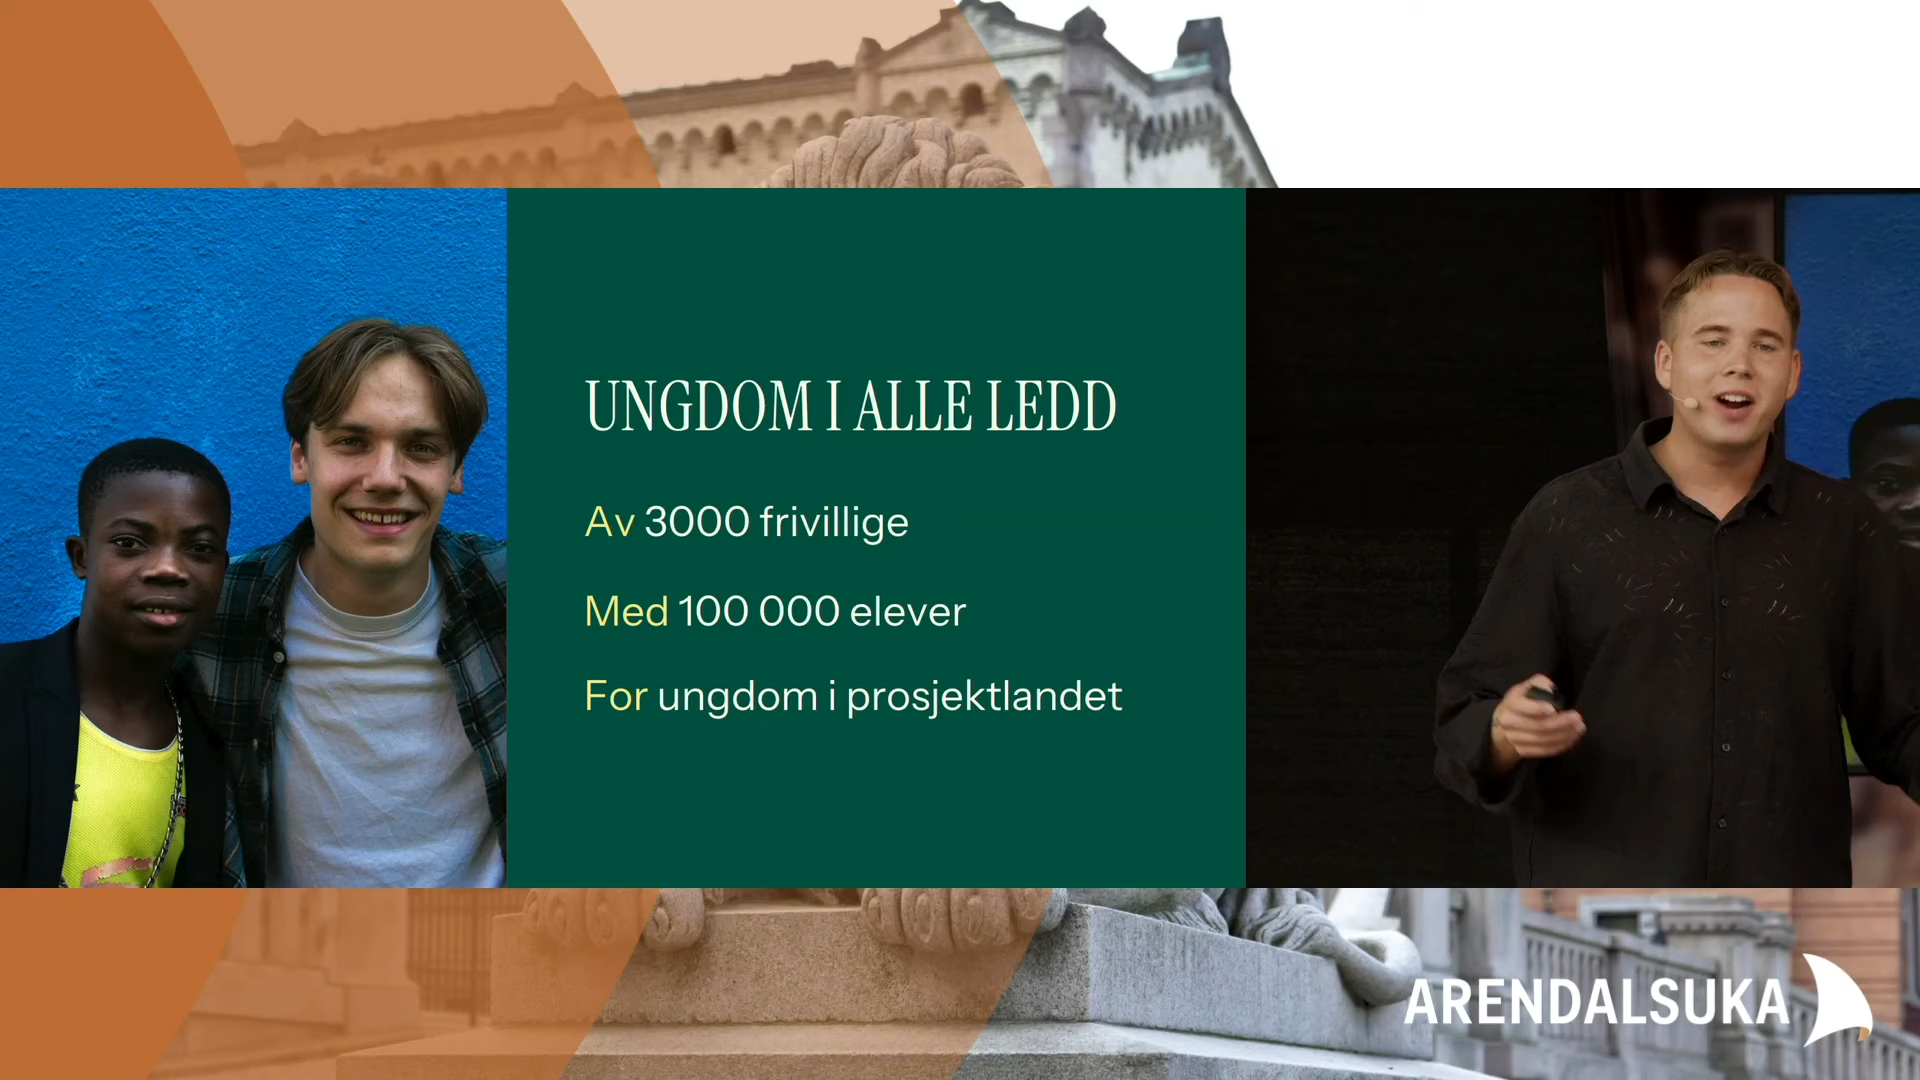 UNGDOM I ALLE LEDD
Av 3000 frivillige
Med 100 000 elever
For ungdom i prosjektlandet
ARENDALSUKA